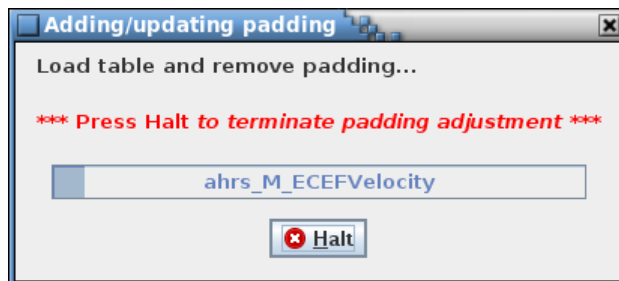 Adding/updating padding
Load table and remove padding...
*** Press Halt to terminate padding adjustment ***
ahrs_M_ECEFVelocity
Halt